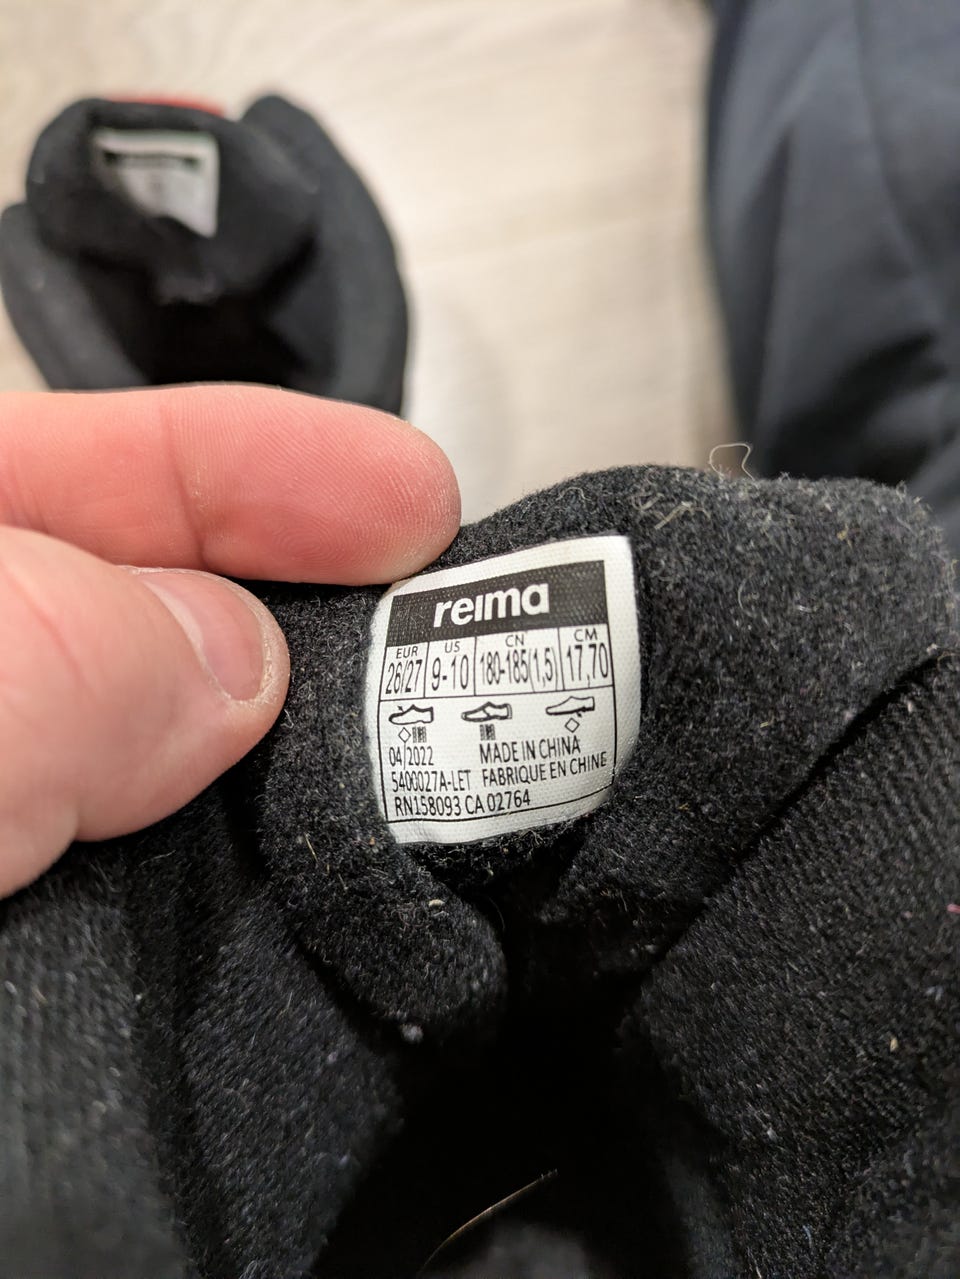 reima
EUR US CN CM
26/27 9-10 180-185(1,5) 17,70
04/2022 MADE IN CHINA
5400027A-LET FABRIQUE EN CHINE
RN158093 CA 02764